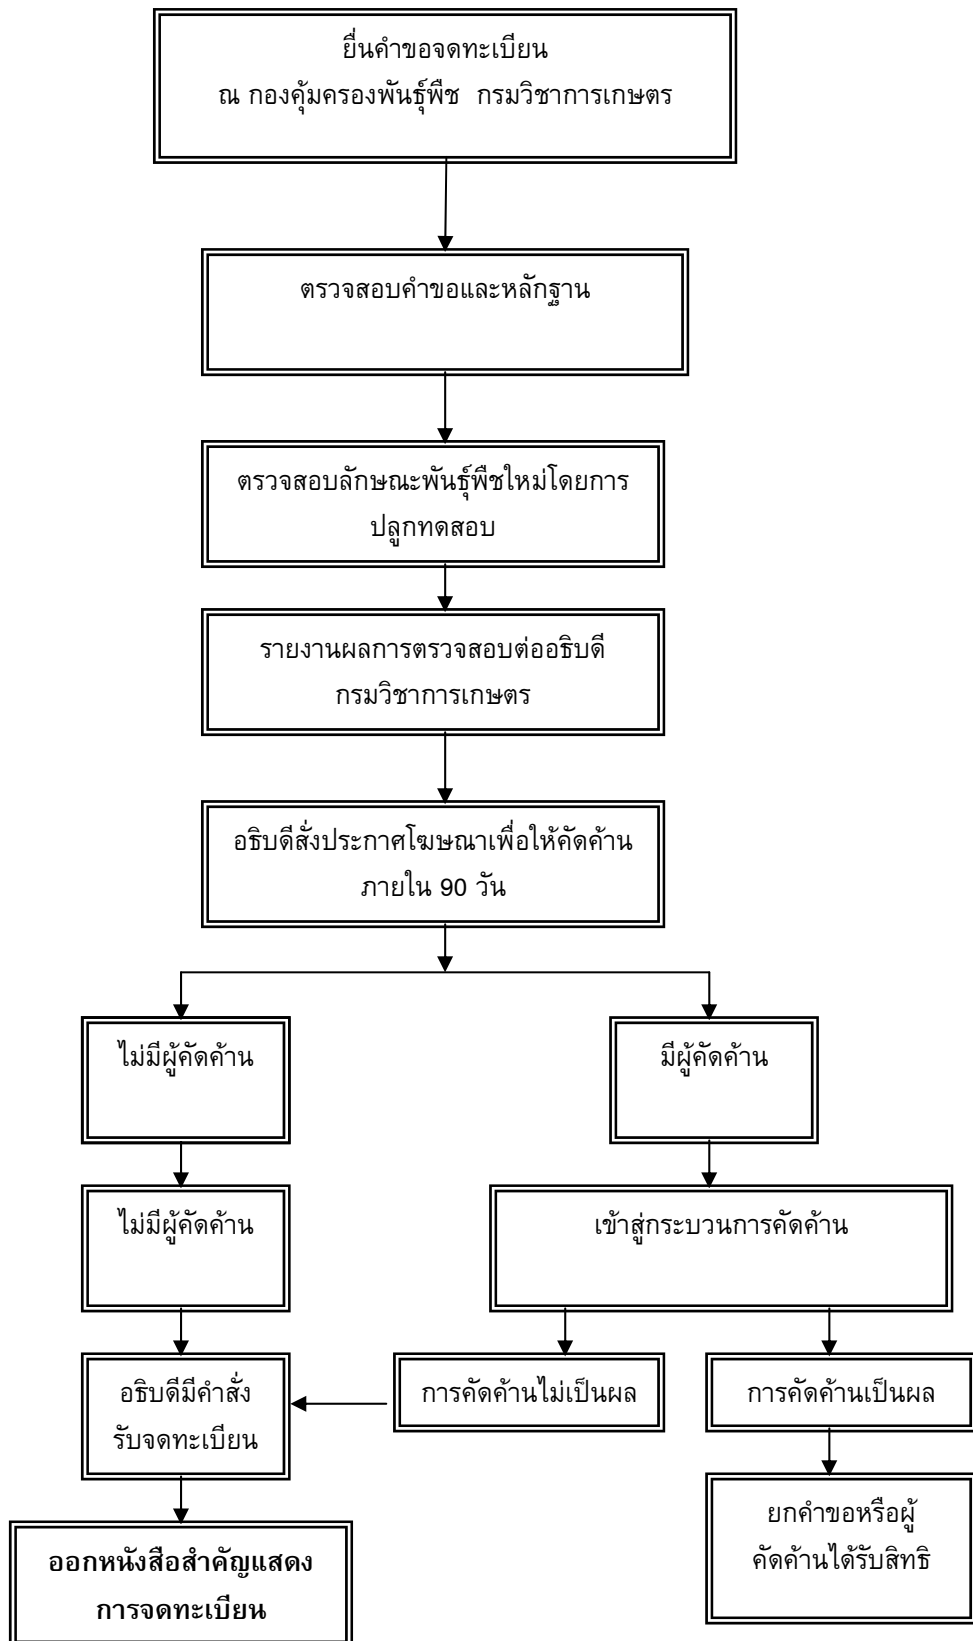 ยื่นคำขอจดทะเบียน
ณ กองคุ้มครองพันธุ์พืช กรมวิชาการเกษตร
ตรวจสอบคำขอและหลักฐาน
ตรวจสอบลักษณะพันธุ์พืชใหม่โดยการ
ปลูกทดสอบ
รายงานผลการตรวจสอบต่ออธิบดี
กรมวิชาการเกษตร
อธิบดีสั่งประกาศโฆษณาเพื่อให้คัดค้าน
ภายใน 90 วัน
ไม่มีผู้คัดค้าน
มีผู้คัดค้าน
ไม่มีผู้คัดค้าน
เข้าสู่กระบวนการคัดค้าน
อธิบดีมีคำสั่ง
รับจดทะเบียน
การคัดค้านไม่เป็นผล
การคัดค้านเป็นผล
ยกคำขอหรือผู้
คัดค้านได้รับสิทธิ
ออกหนังสือสำคัญแสดง
การจดทะเบียน